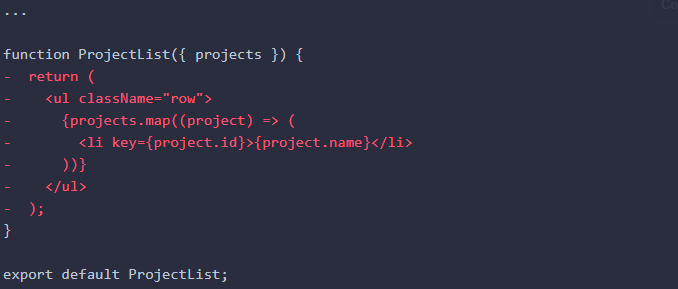 ...
function ProjectList({ projects }) {
-  return (
-    <ul className="row">
-      {projects.map((project) => (
-        <li key={project.id}>{project.name}</li>
-      ))}
-    </ul>
-  );
}
export default ProjectList;